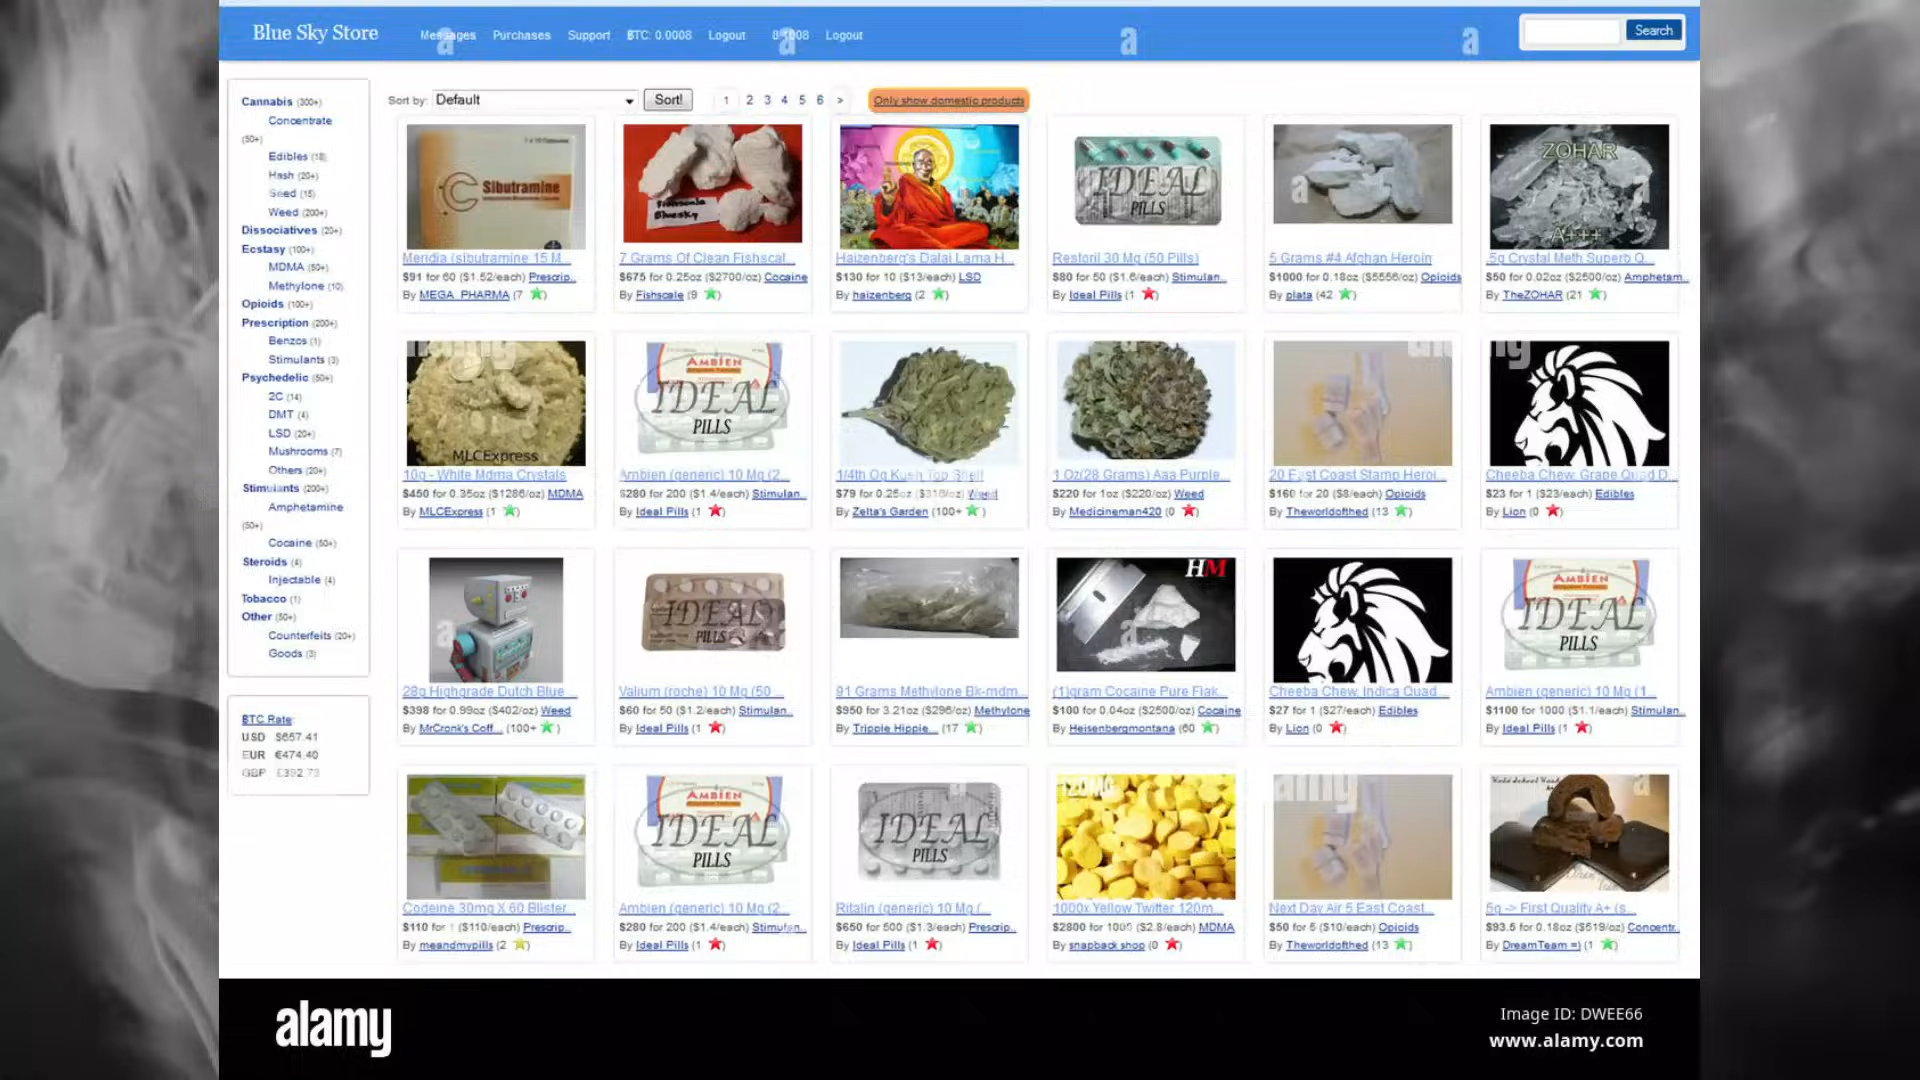 Blue Sky Store
Messages Purchases Support BTC: 0.0008 Logout Logout
Search
Cannabis (300+)
Concentrate
(50+)
Edibles (18)
Hash (20+)
Seed (15)
Weed (200+)
Dissociatives (20+)
Ecstasy (100+)
MDMA (50+)
Methylone (10)
Opioids (100+)
Prescription (200+)
Benzos (1)
Stimulants (3)
Psychedelic (50+)
2C (14)
DMT (4)
LSD (20+)
Mushrooms (7)
Others (20+)
Stimulants (200+)
Amphetamine
(50+)
Cocaine (50+)
Steroids (4)
Injectable (4)
Tobacco (1)
Other (50+)
Counterfeits (20+)
Goods (3)
BTC Rate
USD $657.41
EUR €474.40
GBP £392.73
Sort by: Default Sort! 1 2 3 4 5 6 > Only show domestic products
Sibutramine
Fishscale
Bluesky
IDEAL
PILLS
ZOHAR
A+++
Meridia (sibutramine 15 M...
$91 for 60 ($1.52/each) Prescrip..
By MEGA_PHARMA (7 )
7 Grams Of Clean Fishscal...
$675 for 0.25oz ($2700/oz) Cocaine
By Fishscale (9 )
Haizenberg's Dalai Lama H...
$130 for 10 ($13/each) LSD
By haizenberg (2 )
Restoril 30 Mg (50 Pills)
$80 for 50 ($1.6/each) Stimulan..
By Ideal Pills (1 )
5 Grams #4 Afghan Heroin
$1000 for 0.18oz ($5556/oz) Opioids
By plata (42 )
.5g Crystal Meth Superb Q...
$50 for 0.02oz ($2500/oz) Amphetam..
By TheZOHAR (21 )
MLCExpress
AMBIEN
IDEAL
PILLS
10g - White Mdma Crystals
$450 for 0.35oz ($1286/oz) MDMA
By MLCExpress (1 )
Ambien (generic) 10 Mg (2...
$280 for 200 ($1.4/each) Stimulan..
By Ideal Pills (1 )
1/4th Og Kush Top Shelf
$79 for 0.25oz ($316/oz) Weed
By Zelta's Garden (100+ )
1 Oz(28 Grams) Aaa Purple...
$220 for 1oz ($220/oz) Weed
By Medicineman420 (0 )
20 East Coast Stamp Heroi...
$160 for 20 ($8/each) Opioids
By Theworldofthed (13 )
Cheeba Chew: Grape Quad D...
$23 for 1 ($23/each) Edibles
By Lion (0 )
IDEAL
PILLS
HM
AMBIEN
IDEAL
PILLS
28g Highgrade Dutch Blue ...
$398 for 0.99oz ($402/oz) Weed
By MrCronk's Coff... (100+ )
Valium (roche) 10 Mg (50 ...
$60 for 50 ($1.2/each) Stimulan..
By Ideal Pills (1 )
91 Grams Methylone Bk-mdm...
$950 for 3.21oz ($296/oz) Methylone
By Tripple Hippie... (17 )
(1)gram Cocaine Pure Flak...
$100 for 0.04oz ($2500/oz) Cocaine
By Heisenbergmontana (60 )
Cheeba Chew: Indica Quad ...
$27 for 1 ($27/each) Edibles
By Lion (0 )
Ambien (generic) 10 Mg (1...
$1100 for 1000 ($1.1/each) Stimulan..
By Ideal Pills (1 )
AMBIEN
IDEAL
PILLS
IDEAL
PILLS
120MG
Codeine 30mg X 60 Blister...
$110 for 1 ($110/each) Prescrip..
By meandmypills (2 )
Ambien (generic) 10 Mg (2...
$280 for 200 ($1.4/each) Stimulan..
By Ideal Pills (1 )
Ritalin (generic) 10 Mg (...
$650 for 500 ($1.3/each) Prescrip..
By Ideal Pills (1 )
1000x Yellow Twitter 120m...
$2800 for 1000 ($2.8/each) MDMA
By snapback shop (0 )
Next Day Air 5 East Coast...
$50 for 5 ($10/each) Opioids
By Theworldofthed (13 )
5g -> First Quality A+ (s...
$93.5 for 0.18oz ($519/oz) Concentr..
By DreamTeam =) (1 )
alamy
Image ID: DWEE66
www.alamy.com